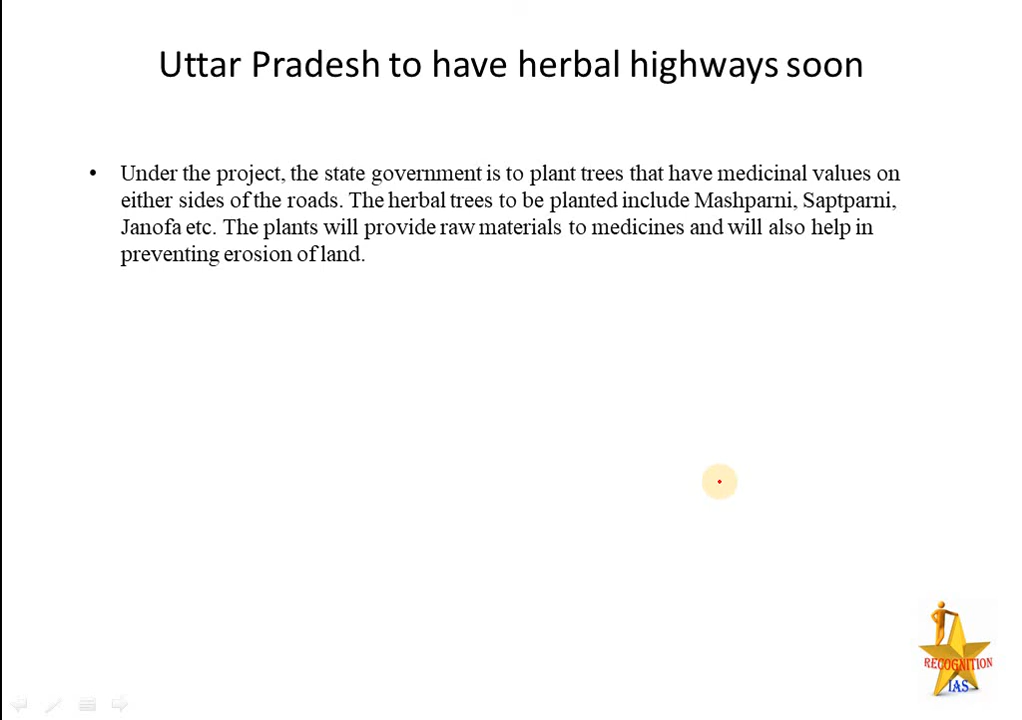 Uttar Pradesh to have herbal highways soon
• Under the project, the state government is to plant trees that have medicinal values on
either sides of the roads. The herbal trees to be planted include Mashparni, Saptparni,
Janofa etc. The plants will provide raw materials to medicines and will also help in
preventing erosion of land.
RECOGNITION
IAS